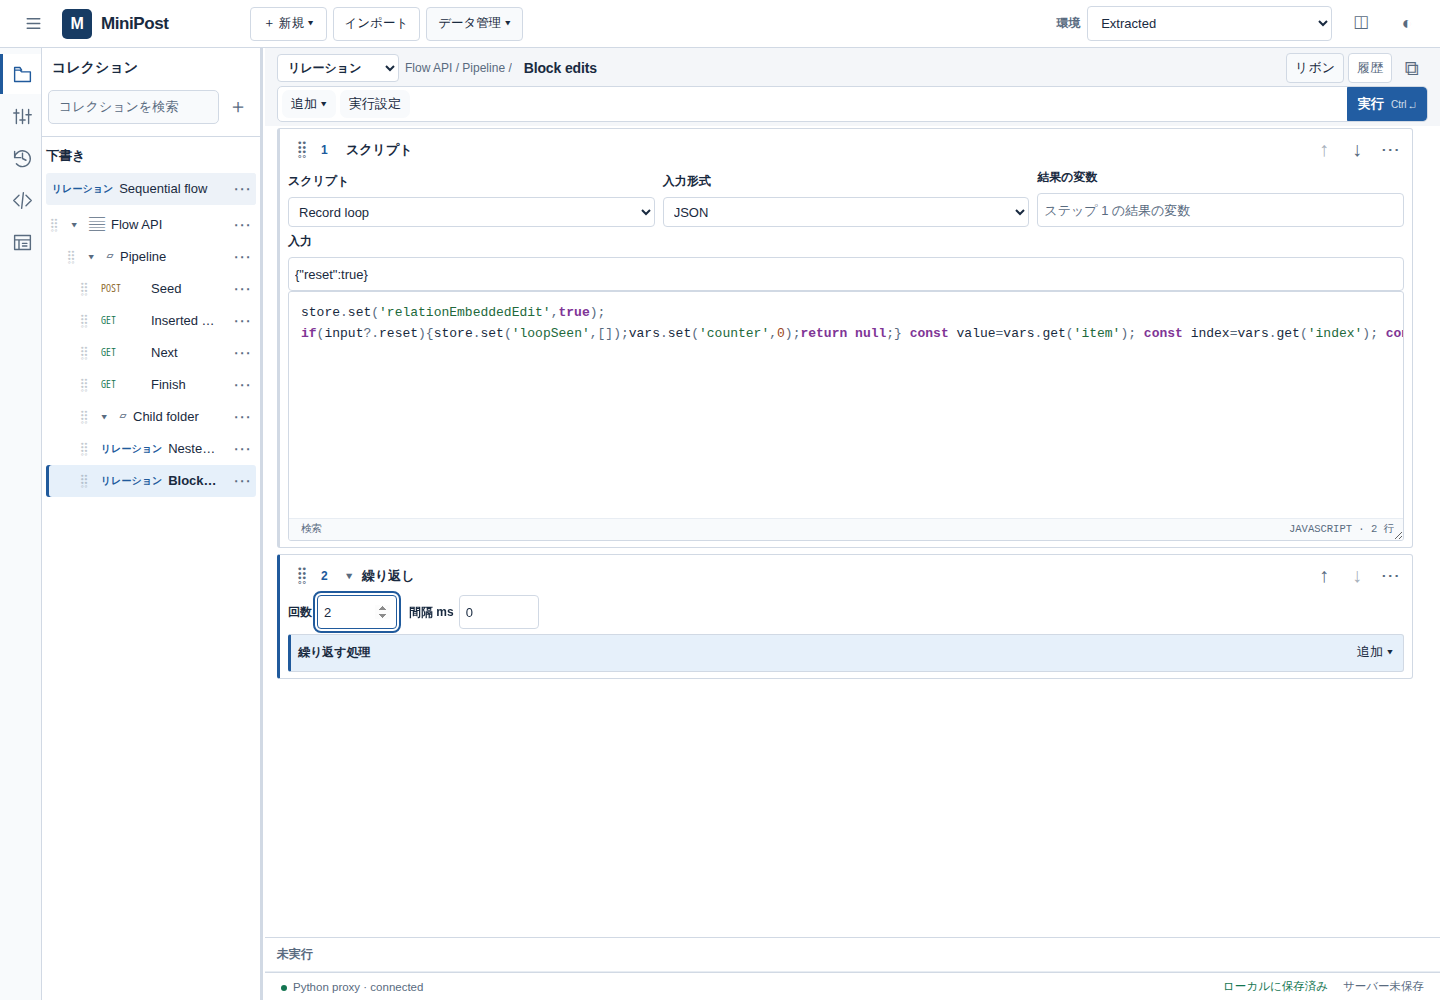 M MiniPost ＋ 新規 ▾ インポート データ管理 ▾ 環境 Extracted
コレクション
コレクションを検索 ＋
下書き
リレーション Sequential flow ···
Flow API ···
Pipeline ···
POST Seed ···
GET Inserted ... ···
GET Next ···
GET Finish ···
Child folder ···
リレーション Neste... ···
リレーション Block... ···
リレーション Flow API / Pipeline / Block edits リボン 履歴
追加 ▾ 実行設定 実行 Ctrl
1 スクリプト ↑ ↓ ···
スクリプト 入力形式 結果の変数
Record loop JSON ステップ 1 の結果の変数
入力
{"reset":true}
store.set('relationEmbeddedEdit',true);
if(input?.reset){store.set('loopSeen',[]);vars.set('counter',0);return null;} const value=vars.get('item'); const index=vars.get('index'); con
検索 JAVASCRIPT · 2 行
2 ▾ 繰り返し ↑ ↓ ···
回数 2 間隔 ms 0
繰り返す処理 追加 ▾
未実行
Python proxy · connected ローカルに保存済み サーバー未保存